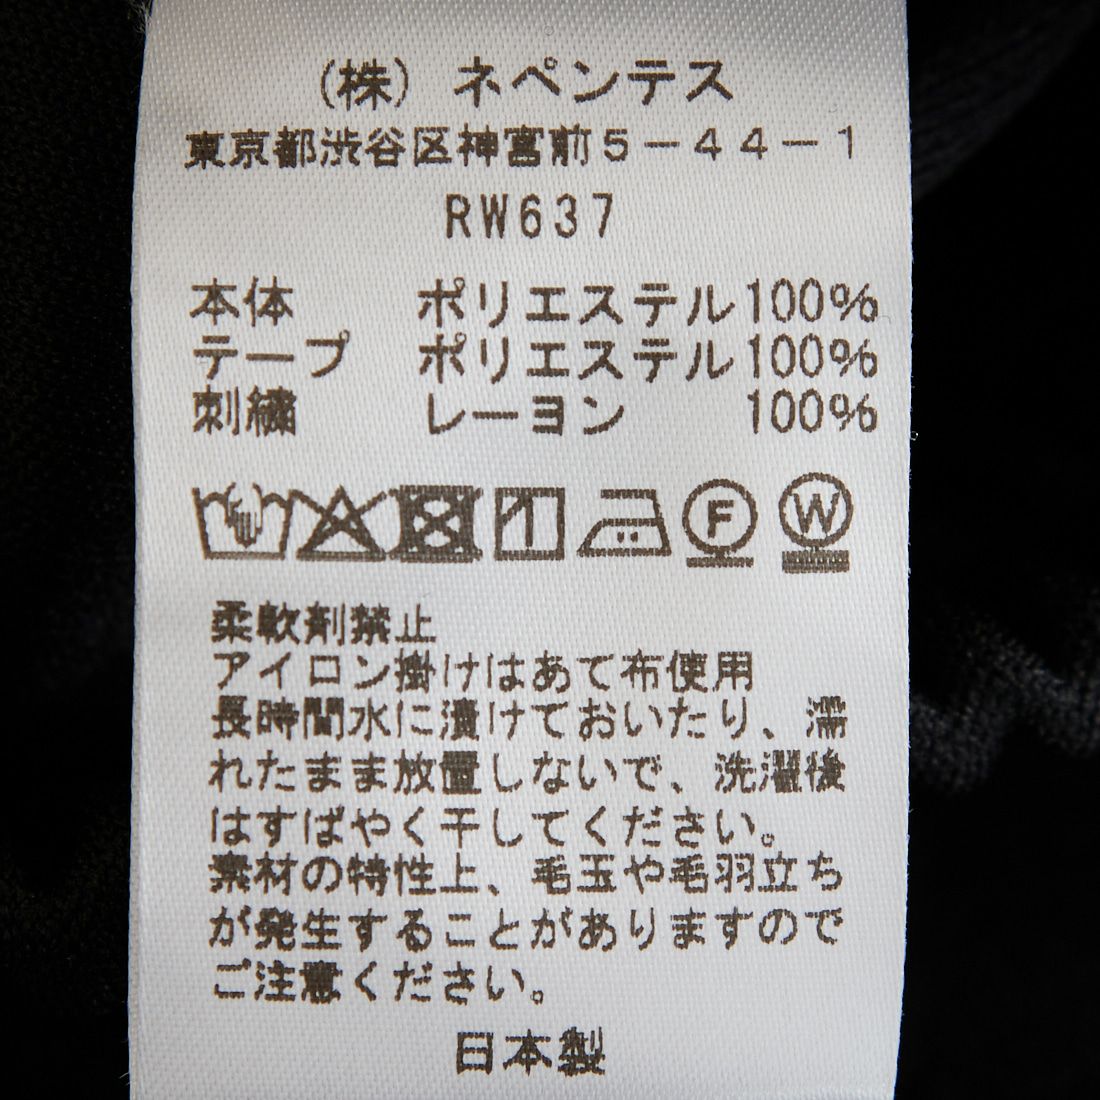 (株) ネペンテス
東京都渋谷区神宮前5－44－1
RW637
本体 ポリエステル100%
テープ ポリエステル100%
刺繍 レーヨン 100%
F W
柔軟剤禁止
アイロン掛けはあて布使用
長時間水に漬けておいたり、濡
れたまま放置しないで、洗濯後
はすばやく干してください。
素材の特性上、毛玉や毛羽立ち
が発生することがありますので
ご注意ください。
日本製